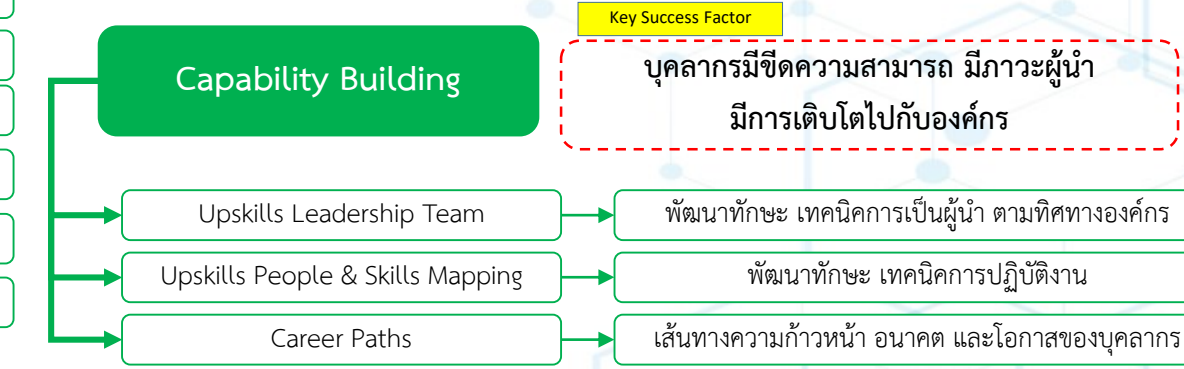 Key Success Factor
Capability Building
บุคลากรมีขีดความสามารถ มีภาวะผู้นำ
มีการเติบโตไปกับองค์กร
Upskills Leadership Team
พัฒนาทักษะ เทคนิคการเป็นผู้นำ ตามทิศทางองค์กร
Upskills People & Skills Mapping
พัฒนาทักษะ เทคนิคการปฏิบัติงาน
Career Paths
เส้นทางความก้าวหน้า อนาคต และโอกาสของบุคลากร